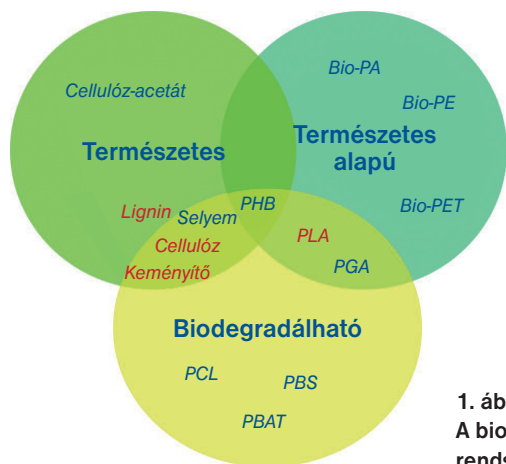 Cellulóz-acetát
Természetes
Bio-PA
Bio-PE
Természetes
alapú
Bio-PET
Lignin
Selyem
PHB
Cellulóz
Keményítő
PLA
PGA
Biodegradálható
PCL
PBS
PBAT
1. áb
A bio
rends